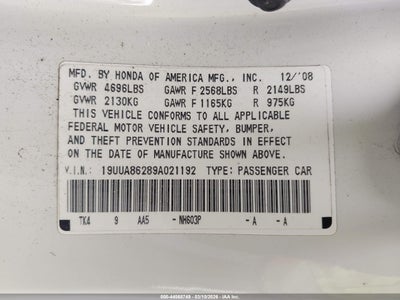 MFD. BY HONDA OF AMERICA MFG., INC. 12/'08
GVWR 4696LBS GAWR F 2568LBS R 2149LBS
GVWR 2130KG GAWR F 1165KG R 975KG
THIS VEHICLE CONFORMS TO ALL APPLICABLE
FEDERAL MOTOR VEHICLE SAFETY, BUMPER,
AND THEFT PREVENTION STANDARDS IN EFFECT
ON THE DATE OF MANUFACTURE SHOWN ABOVE.
V.I.N.: 19UUA86289A021192 TYPE: PASSENGER CAR
TK4 9 AA5 - NH603P - A - A